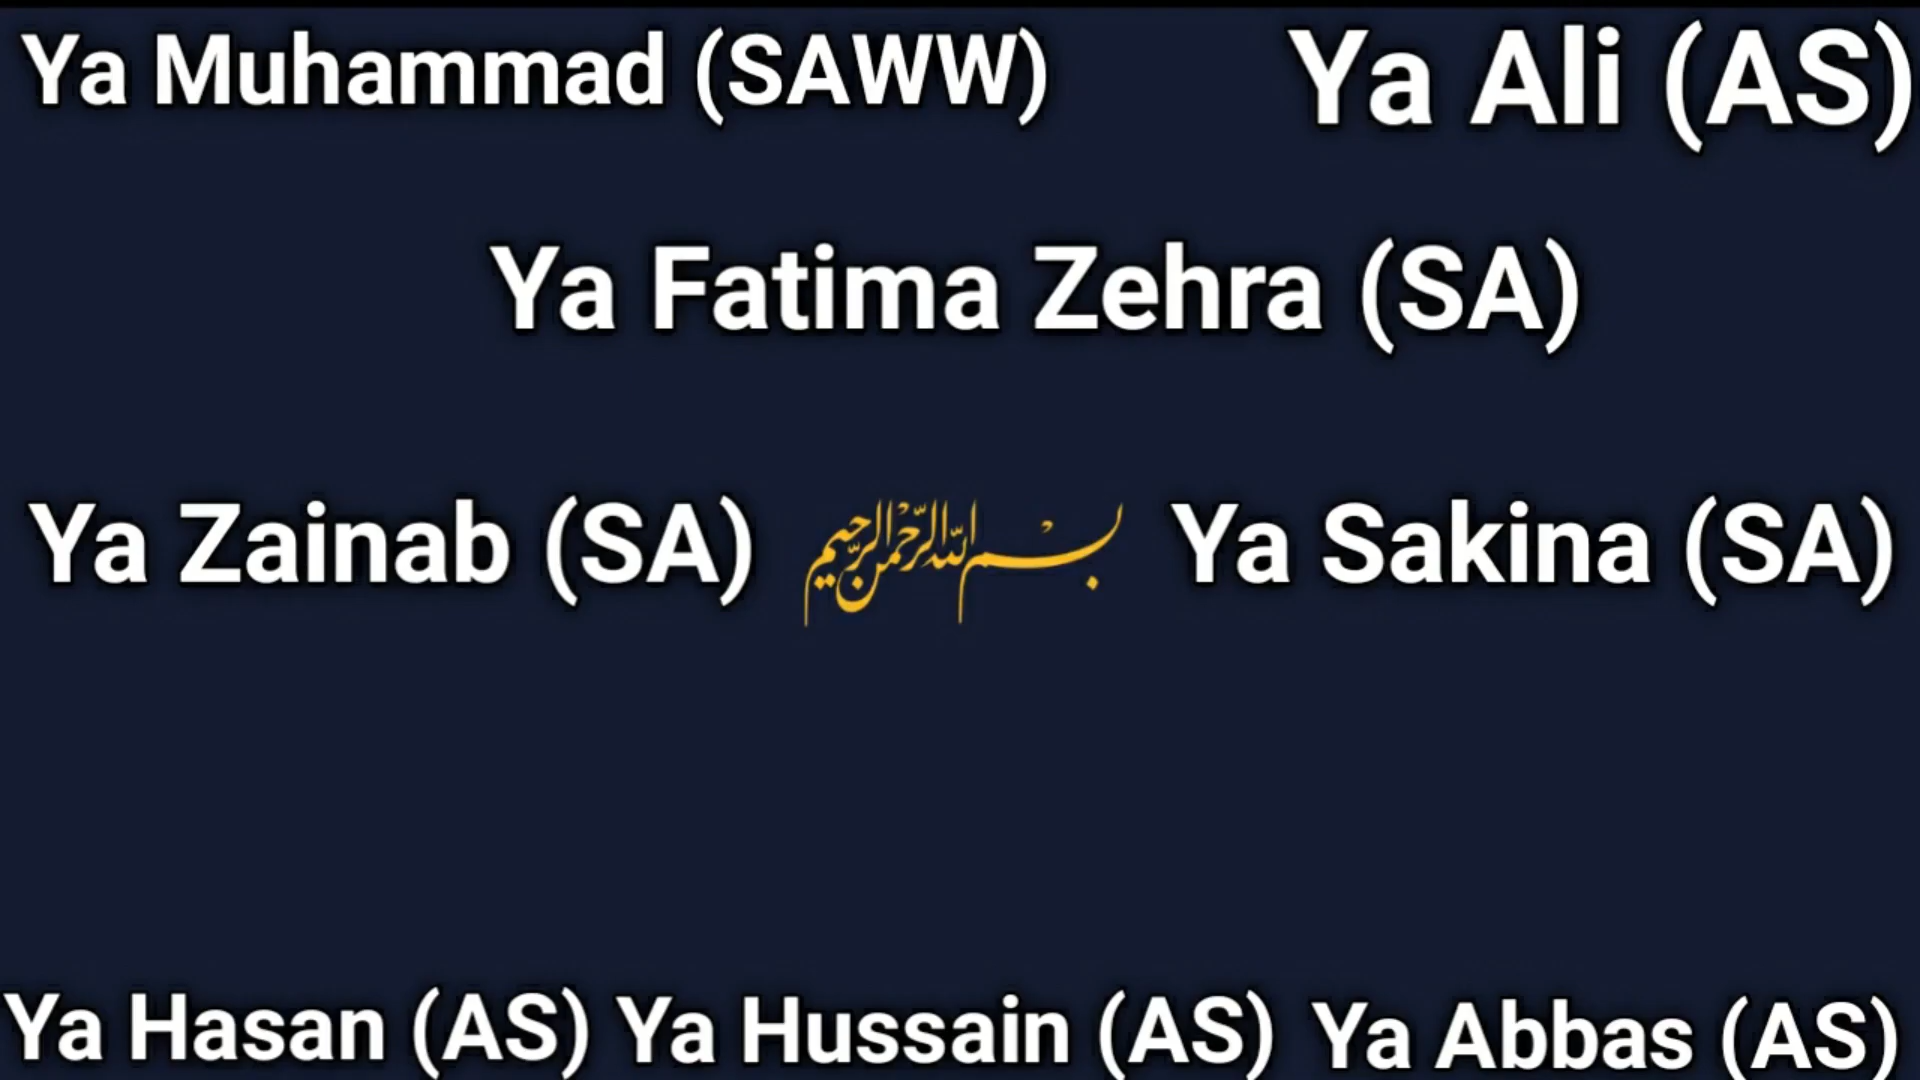 Ya Muhammad (SAWW) Ya Ali (AS)
Ya Fatima Zehra (SA)
Ya Zainab (SA) بسم الله الرحمن الرحيم Ya Sakina (SA)
Ya Hasan (AS) Ya Hussain (AS) Ya Abbas (AS)